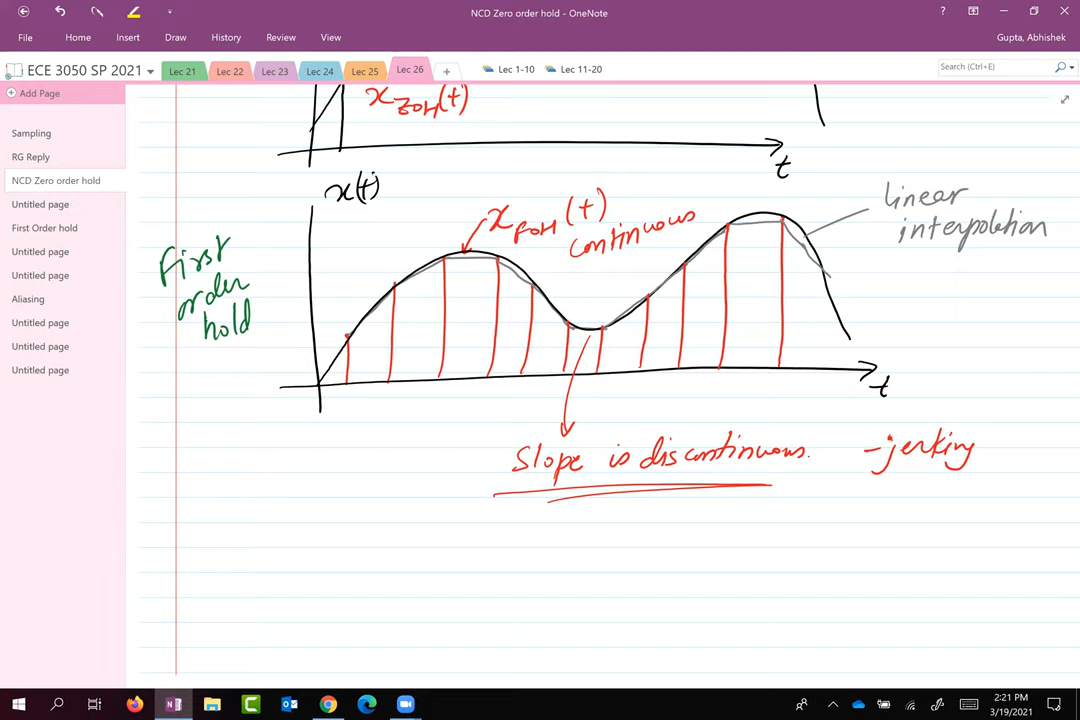 NCD Zero order hold - OneNote
?
File
Home
Insert
Draw
History
Review
View
Gupta, Abhishek
ECE 3050 SP 2021
Lec 21
Lec 22
Lec 23
Lec 24
Lec 25
Lec 26
+
Lec 1-10
Lec 11-20
Search (Ctrl+E)
Add Page
Sampling
RG Reply
NCD Zero order hold
Untitled page
First Order hold
Untitled page
Untitled page
Aliasing
Untitled page
Untitled page
Untitled page
x_ZOH(t)
t
x(t)
x_FOH(t)
continuous
linear
interpolation
First
order
hold
t
slope is discontinuous.
-jerking
2:21 PM
3/19/2021